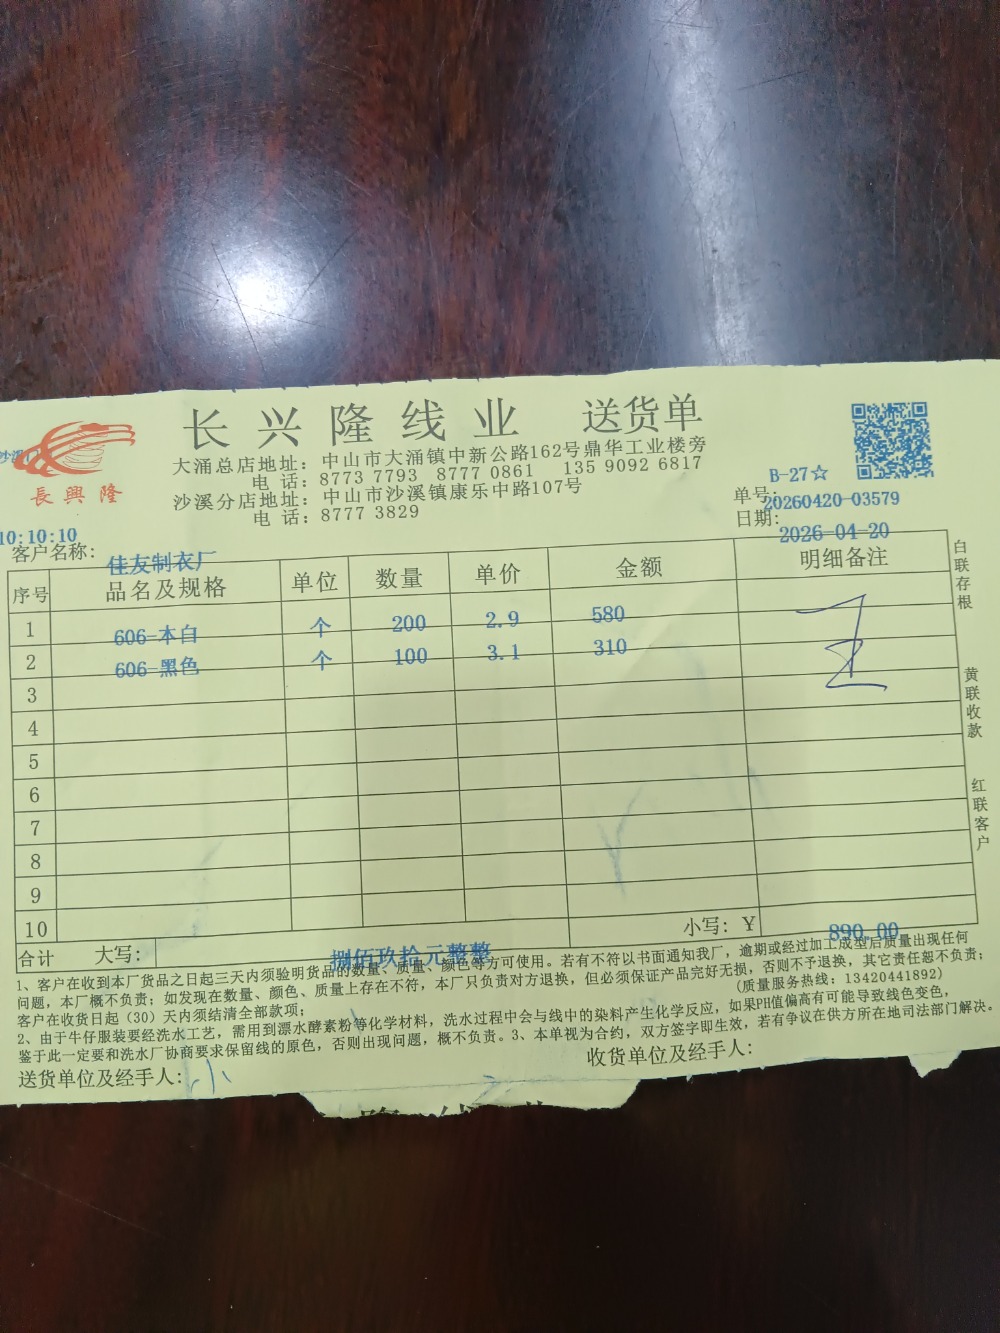 长兴隆线业 送货单
長興隆
大涌总店地址：中山市大涌镇中新公路162号鼎华工业楼旁
电 话：8773 7793 8777 0861 135 9092 6817
沙溪分店地址：中山市沙溪镇康乐中路107号
电 话：8777 3829
B-27☆
单号：20260420-03579
日期：2026-04-20
10:10:10
客户名称：佳友制衣厂
序号 品名及规格 单位 数量 单价 金额 明细备注
1 606-本白 个 200 2.9 580
2 606-黑色 个 100 3.1 310
3
4
5
6
7
8
9
10
合计 大写：捌佰玖拾元整整 小写：￥ 890.00
白联存根
黄联收款
红联客户
1、客户在收到本厂货品之日起三天内须验明货品的数量、质量、颜色等方可使用。若有不符以书面通知我厂，逾期或经过加工成型后质量出现任何
问题，本厂概不负责；如发现在数量、颜色、质量上存在不符，本厂只负责对方退换，但必须保证产品完好无损，否则不予退换，其它责任恕不负责；
客户在收货日起（30）天内须结清全部款项； (质量服务热线：13420441892)
2、由于牛仔服装要经洗水工艺，需用到漂水酵素粉等化学材料，洗水过程中会与线中的染料产生化学反应，如果PH值偏高有可能导致线色变色，
鉴于此一定要和洗水厂协商要求保留线的原色，否则出现问题，概不负责。3、本单视为合约，双方签字即生效，若有争议在供方所在地司法部门解决。
送货单位及经手人： 收货单位及经手人：